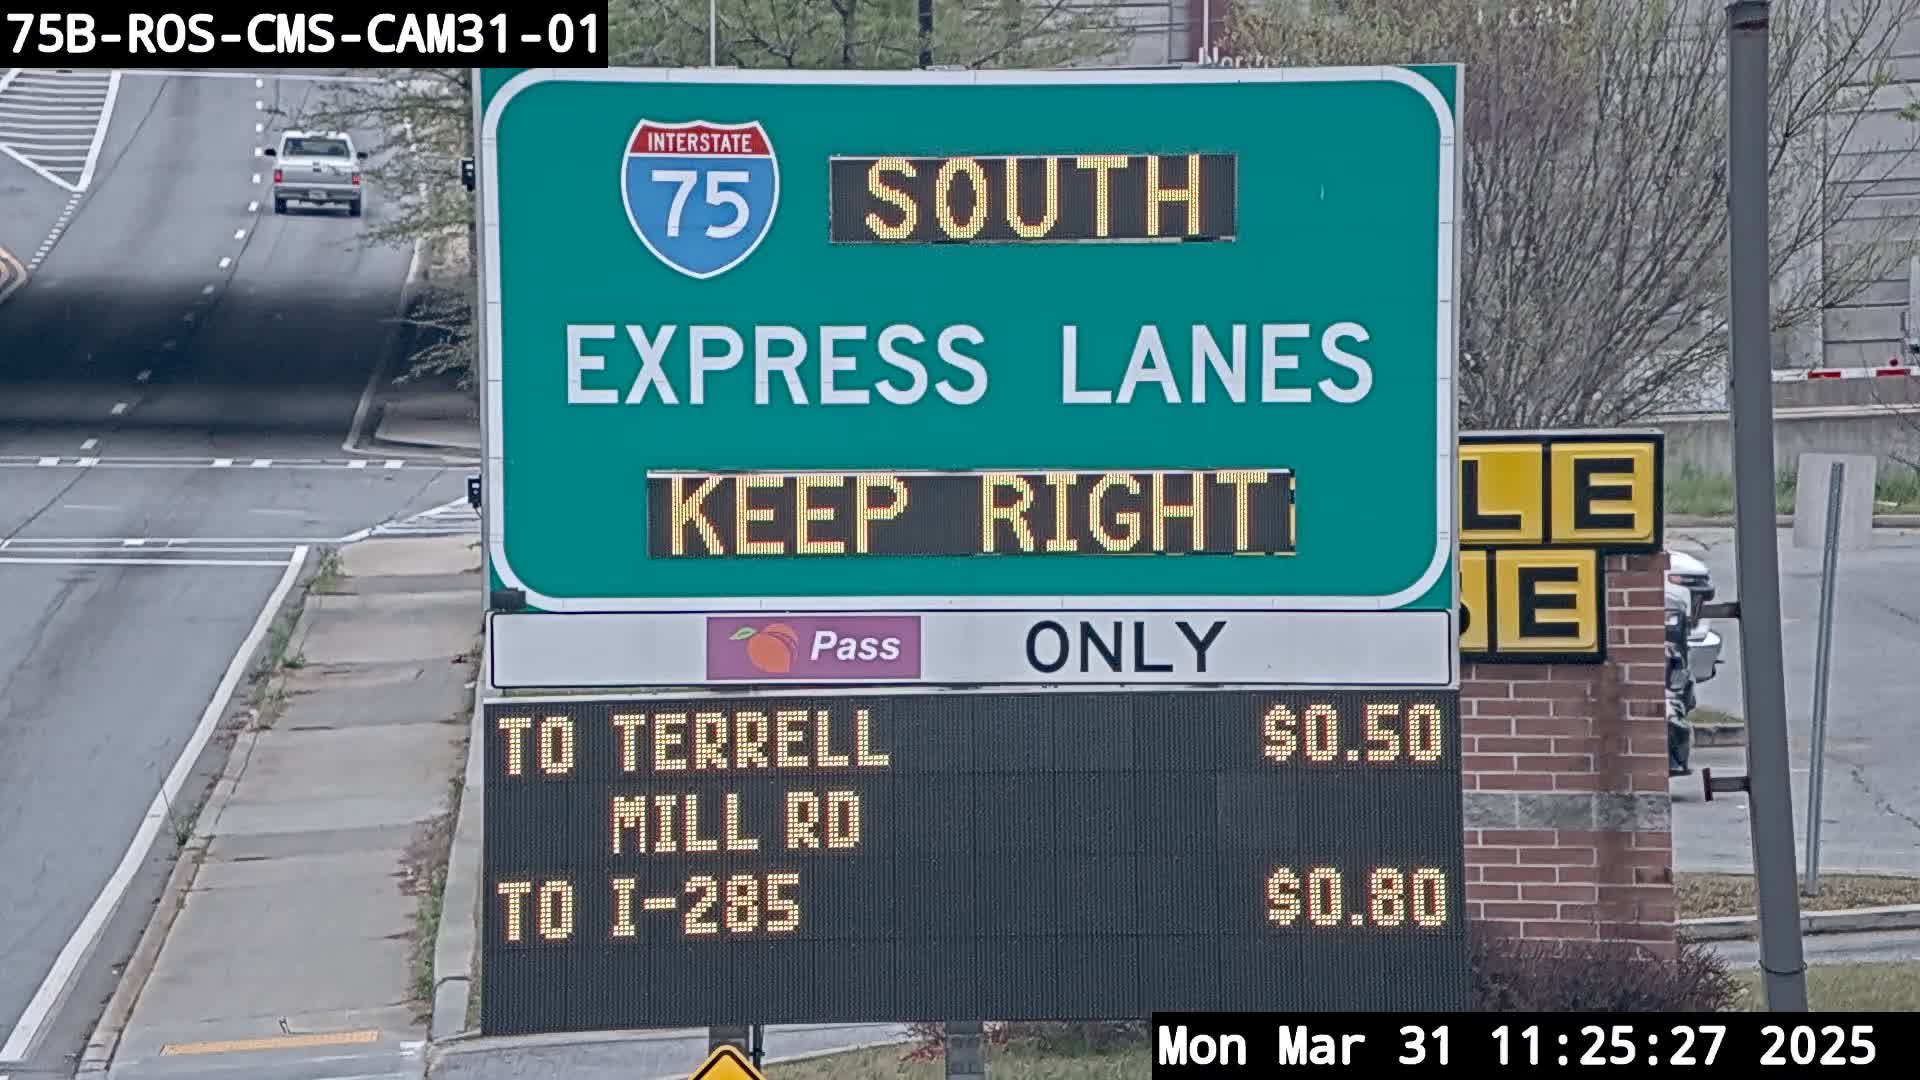 75B-ROS-CMS-CAM31-01
INTERSTATE
75
SOUTH
EXPRESS LANES
KEEP RIGHT
Pass ONLY
TO TERRELL $0.50
MILL RD
TO I-285 $0.80
LE
E
Mon Mar 31 11:25:27 2025